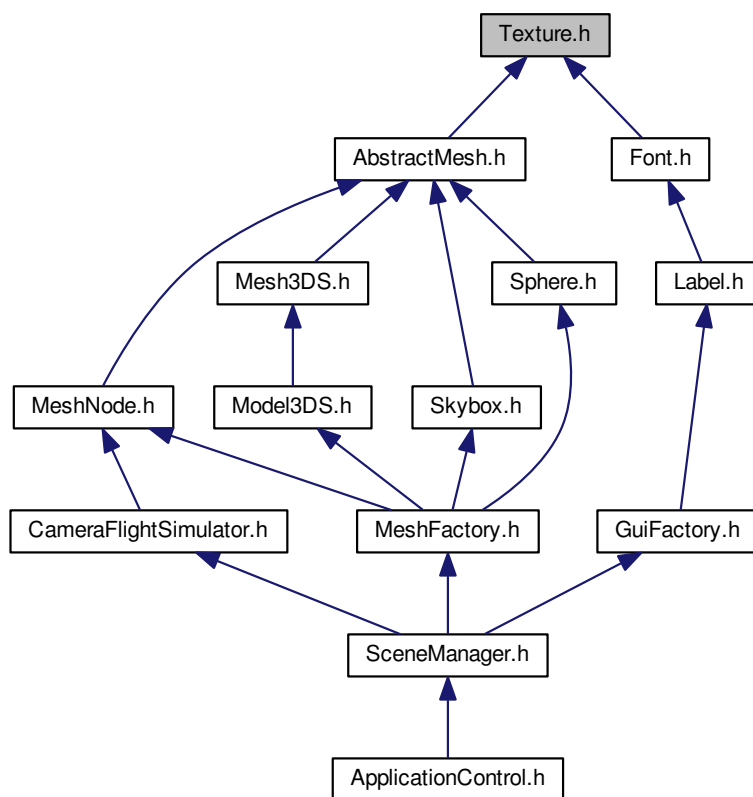 Texture.h
AbstractMesh.h
Font.h
Mesh3DS.h
Sphere.h
Label.h
MeshNode.h
Model3DS.h
Skybox.h
CameraFlightSimulator.h
MeshFactory.h
GuiFactory.h
SceneManager.h
ApplicationControl.h